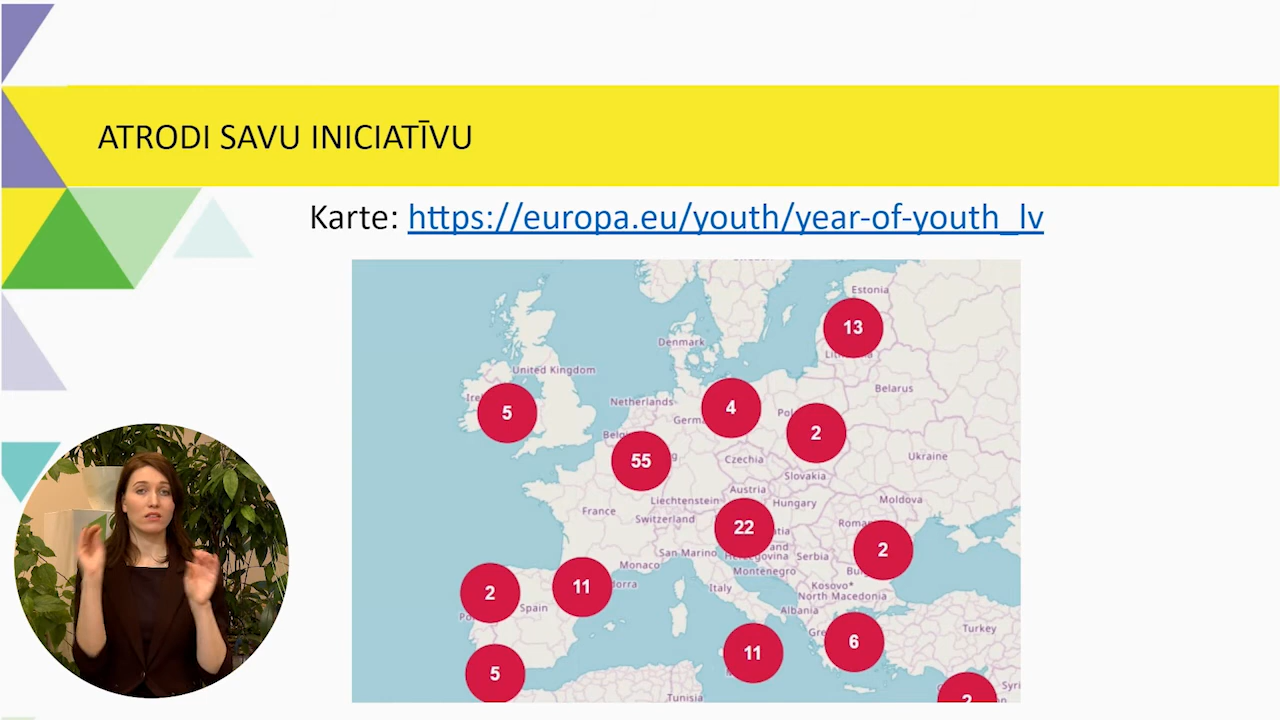 ATRODI SAVU INICIATĪVU
Karte: https://europa.eu/youth/year-of-youth_lv
Estonia
13
Denmark
United Kingdom
Belarus
Netherlands
4
5
2
55
Czechia
Ukraine
Slovakia
Austria
Liechtenstein
Hungary
Moldova
France
Switzerland
22
San Marino
2
Serbia
Monaco
Montenegro
11
Italy
Kosovo*
2
North Macedonia
Spain
Albania
Turkey
6
11
5
Tunisia
2